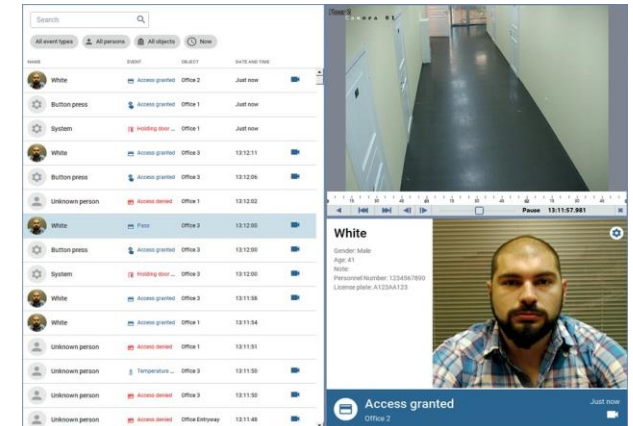 Search
All event types All persons All objects Now
NAME EVENT OBJECT DATE AND TIME
White Access granted Office 2 Just now
Button press Access granted Office 1 Just now
System Holding door ... Office 1 Just now
White Access granted Office 3 13:12:11
Button press Access granted Office 3 13:12:06
Unknown person Access denied Office 1 13:12:02
White Pass Office 3 13:12:00
Button press Access granted Office 3 13:12:00
System Holding door ... Office 3 13:12:00
White Access granted Office 3 13:11:58
White Access granted Office 1 13:11:54
Unknown person Access denied Office 1 13:11:51
Unknown person Temperature ... Office 3 13:11:50
Unknown person Access denied Office 3 13:11:50
Unknown person Access denied Office Entryway 13:11:48
Camera 01
Pause 13:11:57.981
White
Gender: Male
Age: 41
Note:
Personnel Number: 1234567890
License plate: A123AA123
Access granted Just now
Office 2